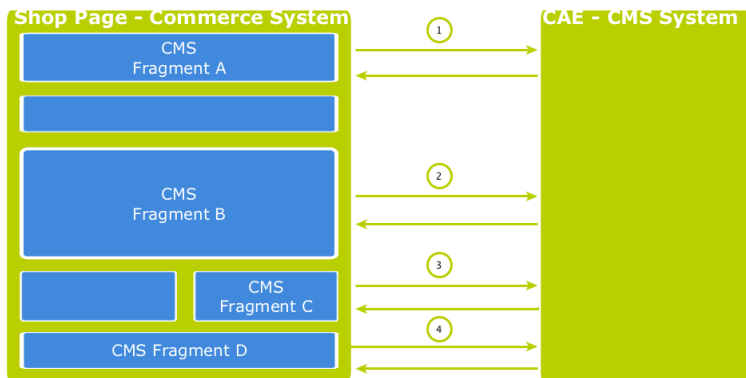 Shop Page - Commerce System
CAE - CMS System
1
CMS
Fragment A
2
CMS
Fragment B
3
CMS
Fragment C
4
CMS Fragment D